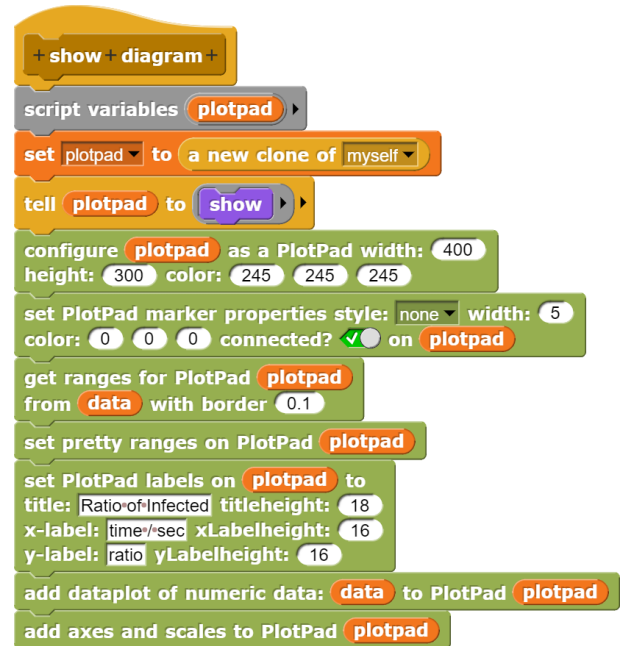 + show + diagram +
script variables plotpad
set plotpad to a new clone of myself
tell plotpad to show
configure plotpad as a PlotPad width: 400
height: 300 color: 245 245 245
set PlotPad marker properties style: none width: 5
color: 0 0 0 connected? on plotpad
get ranges for PlotPad plotpad
from data with border 0.1
set pretty ranges on PlotPad plotpad
set PlotPad labels on plotpad to
title: Ratio of Infected titleheight: 18
x-label: time / sec xLabelheight: 16
y-label: ratio yLabelheight: 16
add dataplot of numeric data: data to PlotPad plotpad
add axes and scales to PlotPad plotpad